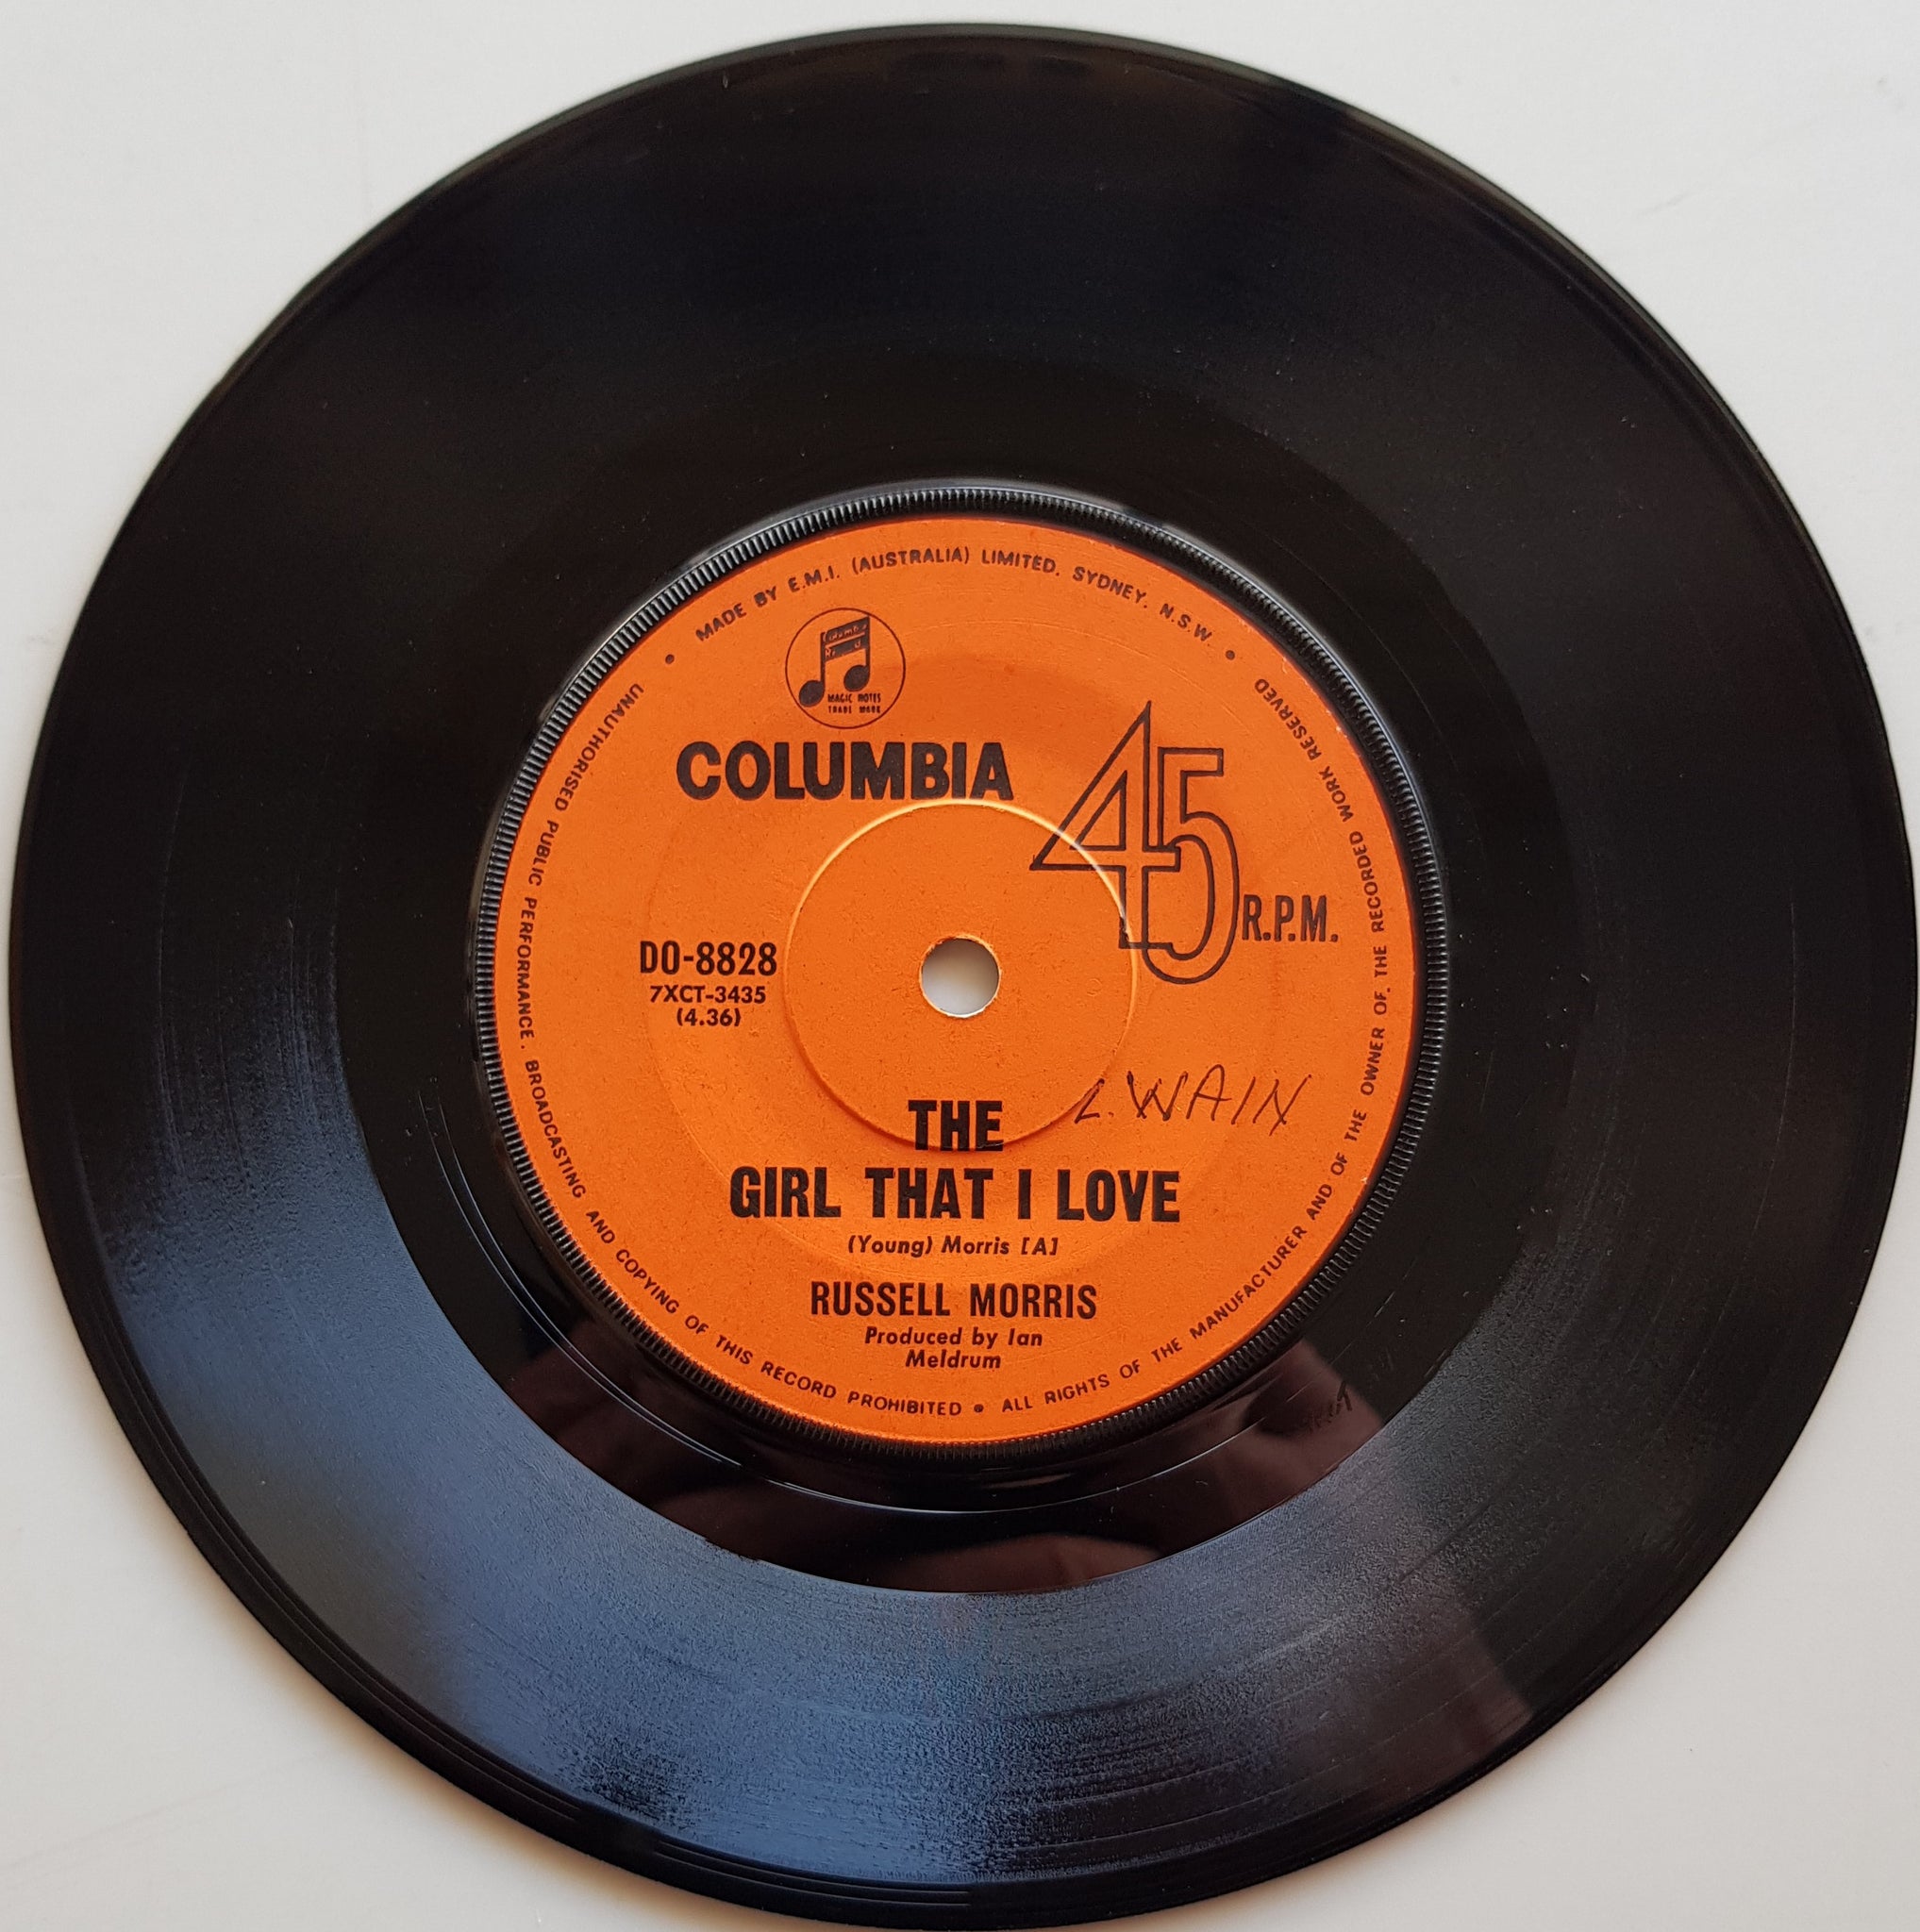 MADE BY E.M.I. (AUSTRALIA) LIMITED. SYDNEY. N.S.W.
MAGIC NOTES
TRADE MARK
COLUMBIA
45 R.P.M.
DO-8828
7XCT-3435
(4.36)
L. WAIN
THE
GIRL THAT I LOVE
(Young) Morris [A]
RUSSELL MORRIS
Produced by Ian
Meldrum
UNAUTHORISED PUBLIC PERFORMANCE. BROADCASTING AND COPYING OF THIS RECORD PROHIBITED • ALL RIGHTS OF THE MANUFACTURER AND OF THE OWNER OF. THE RECORDED WORK RESERVED